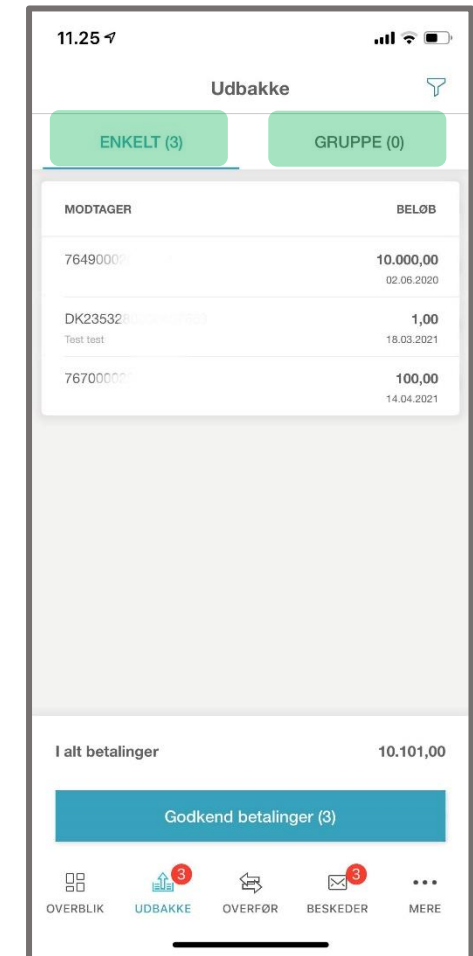 11.25
Udbakke
ENKELT (3) GRUPPE (0)
MODTAGER BELØB
10.000,00
02.06.2020
1,00
Test test 18.03.2021
100,00
14.04.2021
I alt betalinger 10.101,00
Godkend betalinger (3)
3 3
OVERBLIK UDBAKKE OVERFØR BESKEDER MERE